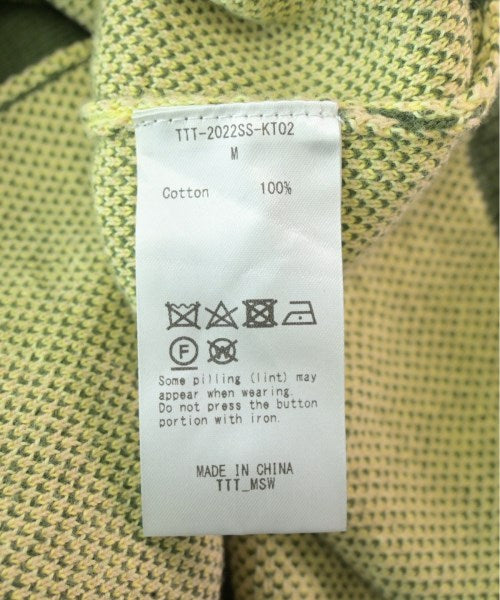 TTT-2022SS-KT02
M
Cotton 100%
F W
Some pilling (lint) may
appear when wearing.
Do not press the button
portion with iron.
MADE IN CHINA
TTT_MSW